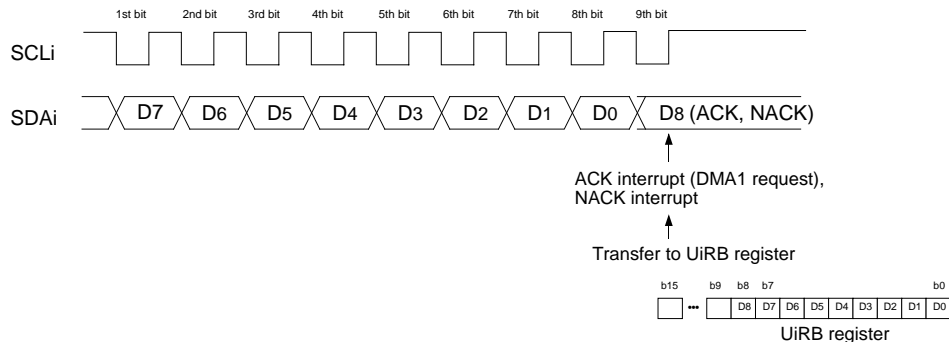 1st bit 2nd bit 3rd bit 4th bit 5th bit 6th bit 7th bit 8th bit 9th bit
SCLi
SDAi D7 D6 D5 D4 D3 D2 D1 D0 D8 (ACK, NACK)
ACK interrupt (DMA1 request),
NACK interrupt
Transfer to UiRB register
b15 b9 b8 b7 b0
••• D8 D7 D6 D5 D4 D3 D2 D1 D0
UiRB register